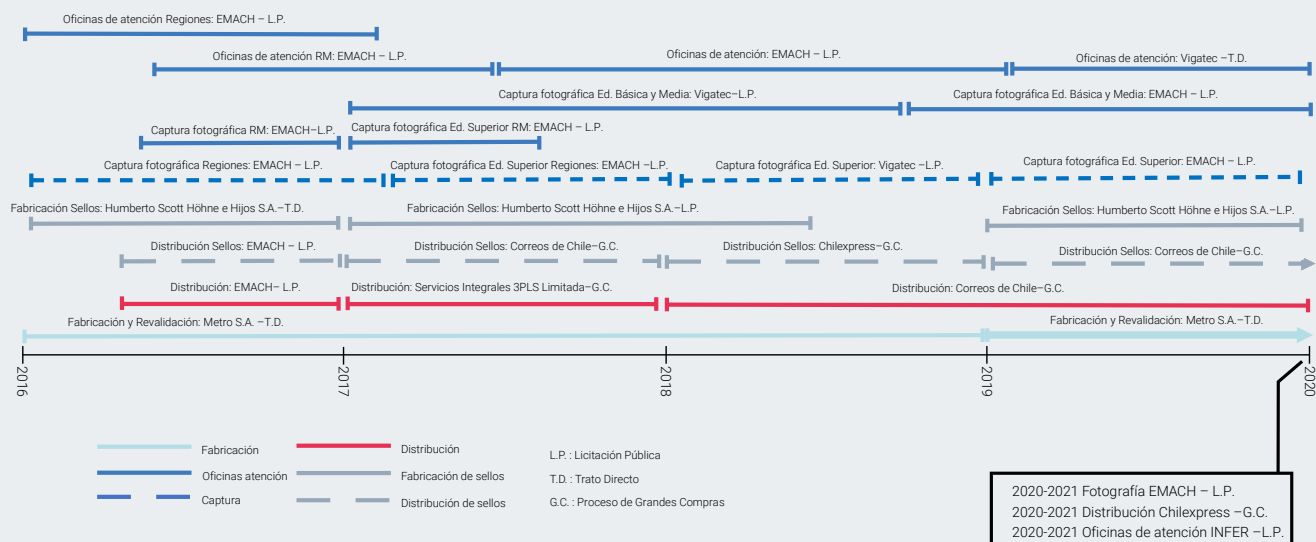 Oficinas de atención Regiones: EMACH – L.P.
Oficinas de atención RM: EMACH – L.P.
Oficinas de atención: EMACH – L.P.
Oficinas de atención: Vigatec –T.D.
Captura fotográfica Ed. Básica y Media: Vigatec–L.P.
Captura fotográfica Ed. Básica y Media: EMACH – L.P.
Captura fotográfica RM: EMACH–L.P.
Captura fotográfica Ed. Superior RM: EMACH – L.P.
Captura fotográfica Regiones: EMACH – L.P.
Captura fotográfica Ed. Superior Regiones: EMACH –L.P.
Captura fotográfica Ed. Superior: Vigatec –L.P.
Captura fotográfica Ed. Superior: EMACH – L.P.
Fabricación Sellos: Humberto Scott Höhne e Hijos S.A.–T.D.
Fabricación Sellos: Humberto Scott Höhne e Hijos S.A.–L.P.
Fabricación Sellos: Humberto Scott Höhne e Hijos S.A.–L.P.
Distribución Sellos: EMACH – L.P.
Distribución Sellos: Correos de Chile–G.C.
Distribución Sellos: Chilexpress–G.C.
Distribución Sellos: Correos de Chile–G.C.
Distribución: EMACH– L.P.
Distribución: Servicios Integrales 3PLS Limitada–G.C.
Distribución: Correos de Chile–G.C.
Fabricación y Revalidación: Metro S.A. –T.D.
Fabricación y Revalidación: Metro S.A.–T.D.
2016
2017
2018
2019
2020
Fabricación
Oficinas atención
Captura
Distribución
Fabricación de sellos
Distribución de sellos
L.P. : Licitación Pública
T.D. : Trato Directo
G.C. : Proceso de Grandes Compras
2020-2021 Fotografía EMACH – L.P.
2020-2021 Distribución Chilexpress –G.C.
2020-2021 Oficinas de atención INFER –L.P.